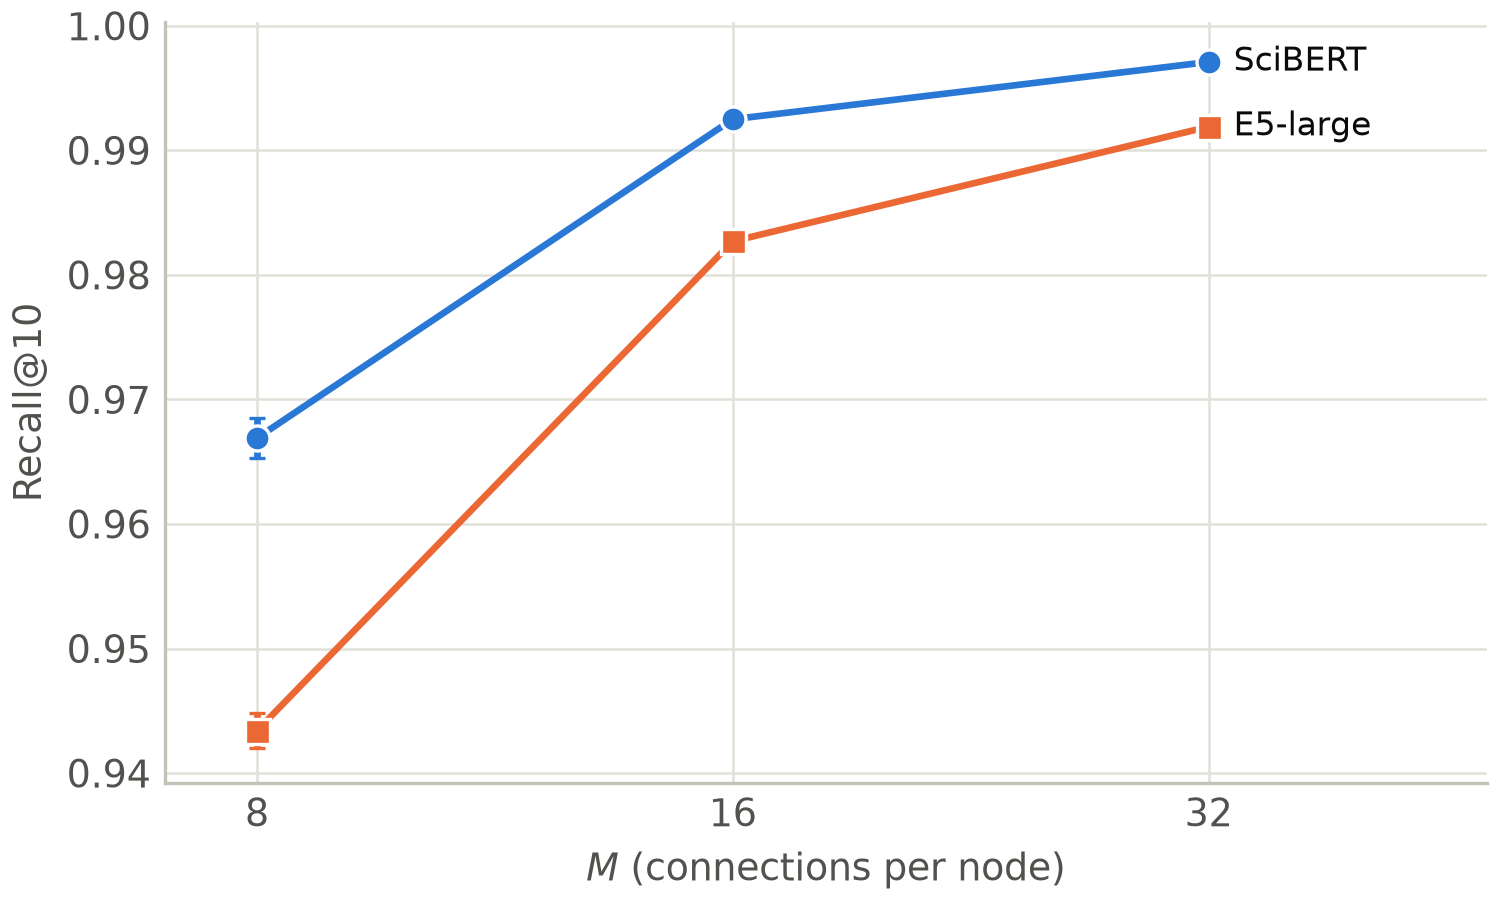 1.00
0.99
0.98
0.97
0.96
0.95
0.94
Recall@10
SciBERT
E5-large
8
16
32
M (connections per node)